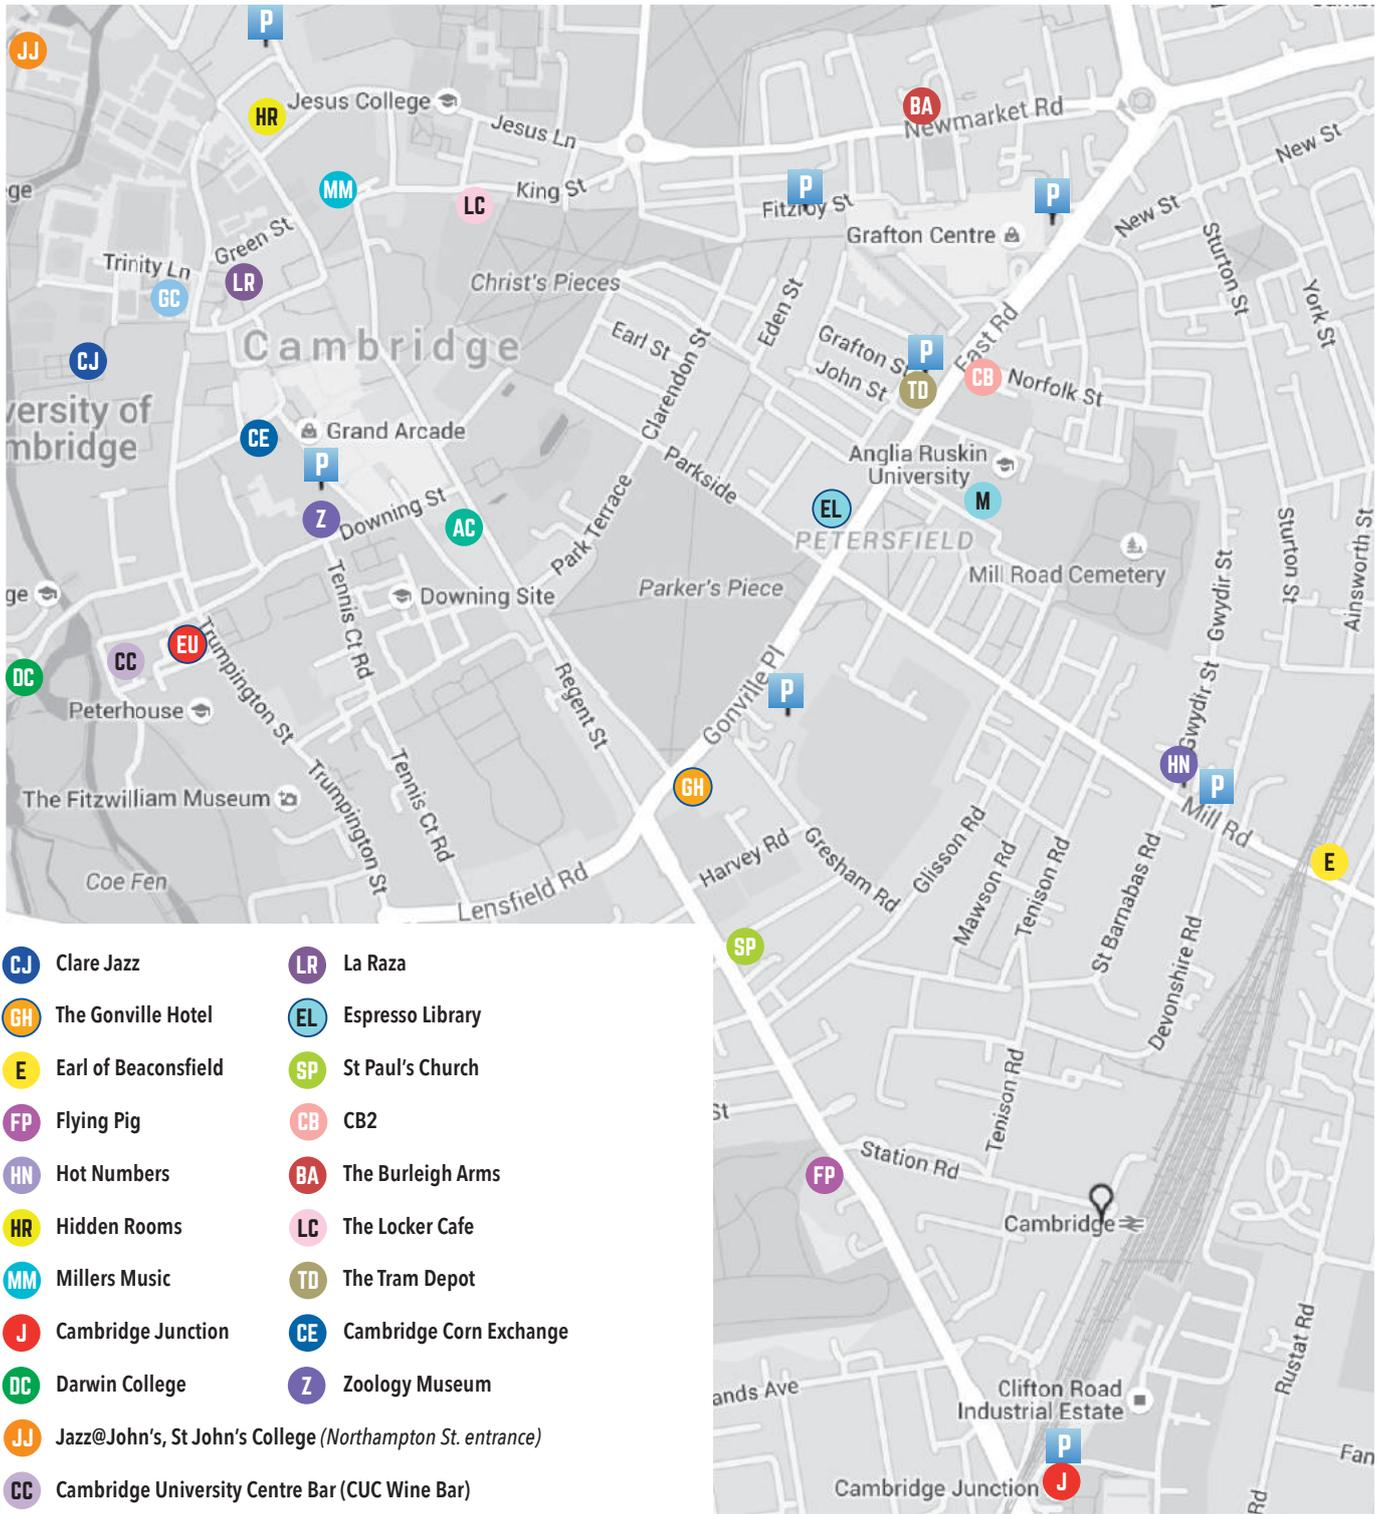 P
JJ
HR
Jesus College
BA
Newmarket Rd
Jesus Ln
New St
ge
MM
LC
King St
P
Fitzroy St
P
New St
Green St
Grafton Centre
Sturton St
Trinity Ln
GC
LR
Christ's Pieces
Eden St
York St
Cambridge
Earl St
Clarendon St
Grafton S
John St
P
East Rd
TD
CB
Norfolk St
CJ
versity of
mbridge
CE
Grand Arcade
P
Parkside
Anglia Ruskin
University
EL
M
Z
Downing St
AC
Park Terrace
PETERSFIELD
Sturton St
Ainsworth St
Mill Road Cemetery
Gwydir St
ge
Tennis Ct Rd
Downing Site
Parker's Piece
EU
CC
DC
Trumpington St
Peterhouse
Regent St
Gonville Pl
P
Gwydir St
HN
P
Mill Rd
GH
The Fitzwilliam Museum
Trumpington St
Tennis Ct Rd
Harvey Rd
Gresham Rd
Glisson Rd
Mawson Rd
Tenison Rd
St Barnabas Rd
E
Coe Fen
Lensfield Rd
SP
Devonshire Rd
Tenison Rd
St
FP
Station Rd
Cambridge
Rustat Rd
ands Ave
Clifton Road
Industrial Estate
P
Cambridge Junction
J
Fan
Rd
CJ Clare Jazz
GH The Gonville Hotel
E Earl of Beaconsfield
FP Flying Pig
HN Hot Numbers
HR Hidden Rooms
MM Millers Music
J Cambridge Junction
DC Darwin College
LR La Raza
EL Espresso Library
SP St Paul's Church
CB CB2
BA The Burleigh Arms
LC The Locker Cafe
TD The Tram Depot
CE Cambridge Corn Exchange
Z Zoology Museum
JJ Jazz@John's, St John's College (Northampton St. entrance)
CC Cambridge University Centre Bar (CUC Wine Bar)